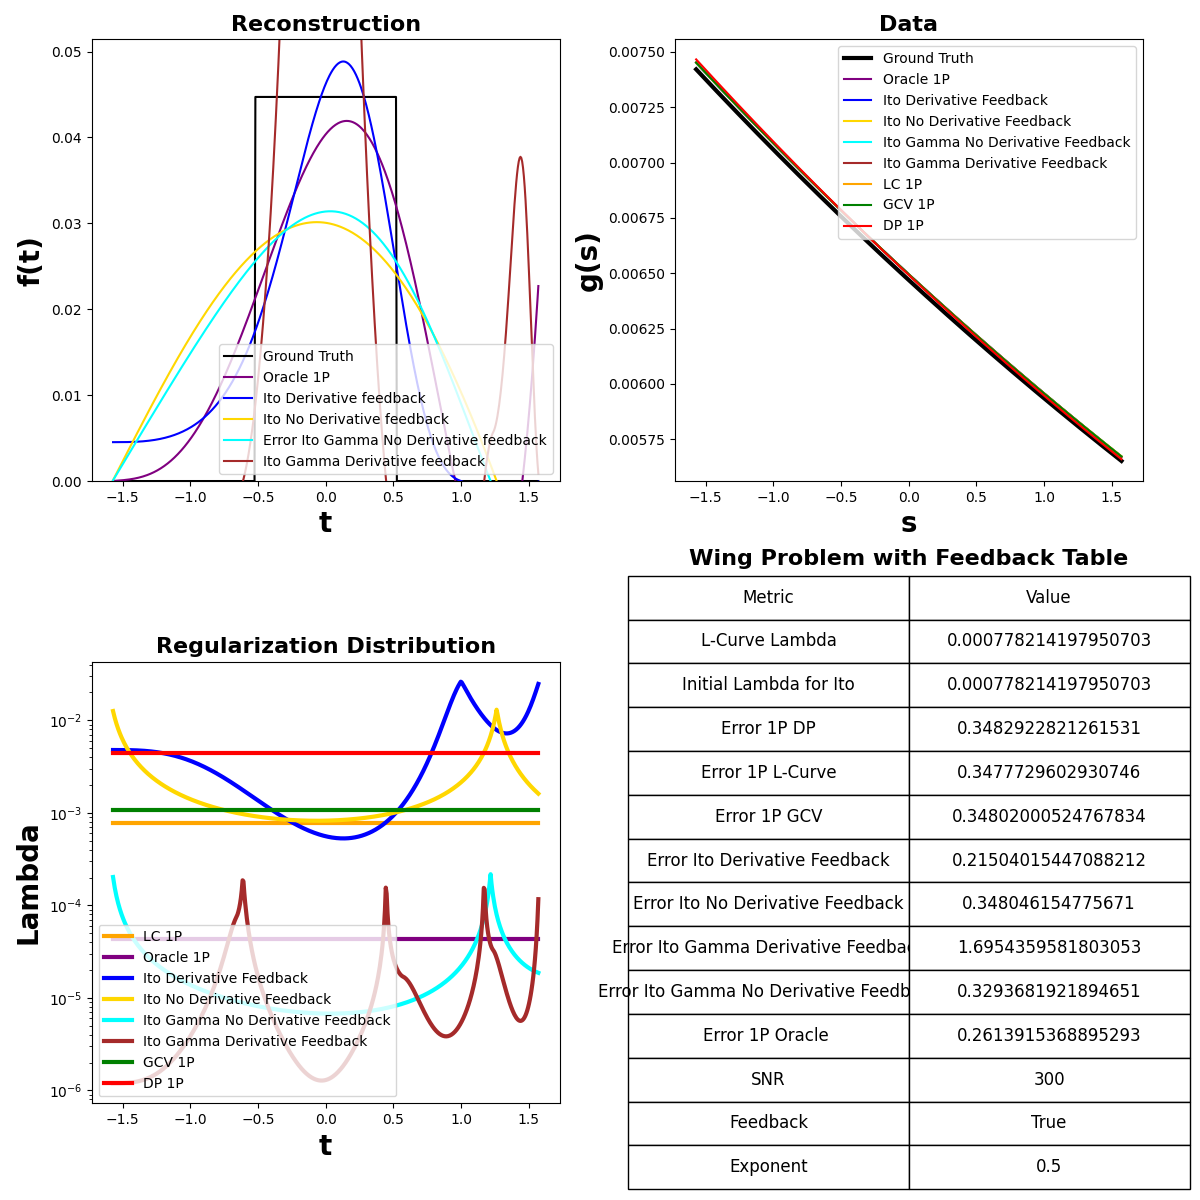 Reconstruction
0.05
0.04
0.03
0.02
0.01
0.00
f(t)
Ground Truth
Oracle 1P
Ito Derivative feedback
Ito No Derivative feedback
Error Ito Gamma No Derivative feedback
Ito Gamma Derivative feedback
−1.5 −1.0 −0.5 0.0 0.5 1.0 1.5
t
Data
0.00750
0.00725
0.00700
0.00675
0.00650
0.00625
0.00600
0.00575
g(s)
Ground Truth
Oracle 1P
Ito Derivative Feedback
Ito No Derivative Feedback
Ito Gamma No Derivative Feedback
Ito Gamma Derivative Feedback
LC 1P
GCV 1P
DP 1P
−1.5 −1.0 −0.5 0.0 0.5 1.0 1.5
s
Regularization Distribution
10⁻²
10⁻³
10⁻⁴
10⁻⁵
10⁻⁶
Lambda
LC 1P
Oracle 1P
Ito Derivative Feedback
Ito No Derivative Feedback
Ito Gamma No Derivative Feedback
Ito Gamma Derivative Feedback
GCV 1P
DP 1P
−1.5 −1.0 −0.5 0.0 0.5 1.0 1.5
t
Wing Problem with Feedback Table
Metric Value
L-Curve Lambda 0.000778214197950703
Initial Lambda for Ito 0.000778214197950703
Error 1P DP 0.3482922821261531
Error 1P L-Curve 0.3477729602930746
Error 1P GCV 0.34802000524767834
Error Ito Derivative Feedback 0.21504015447088212
Error Ito No Derivative Feedback 0.348046154775671
Error Ito Gamma Derivative Feedbac 1.6954359581803053
Error Ito Gamma No Derivative Feedb 0.3293681921894651
Error 1P Oracle 0.2613915368895293
SNR 300
Feedback True
Exponent 0.5